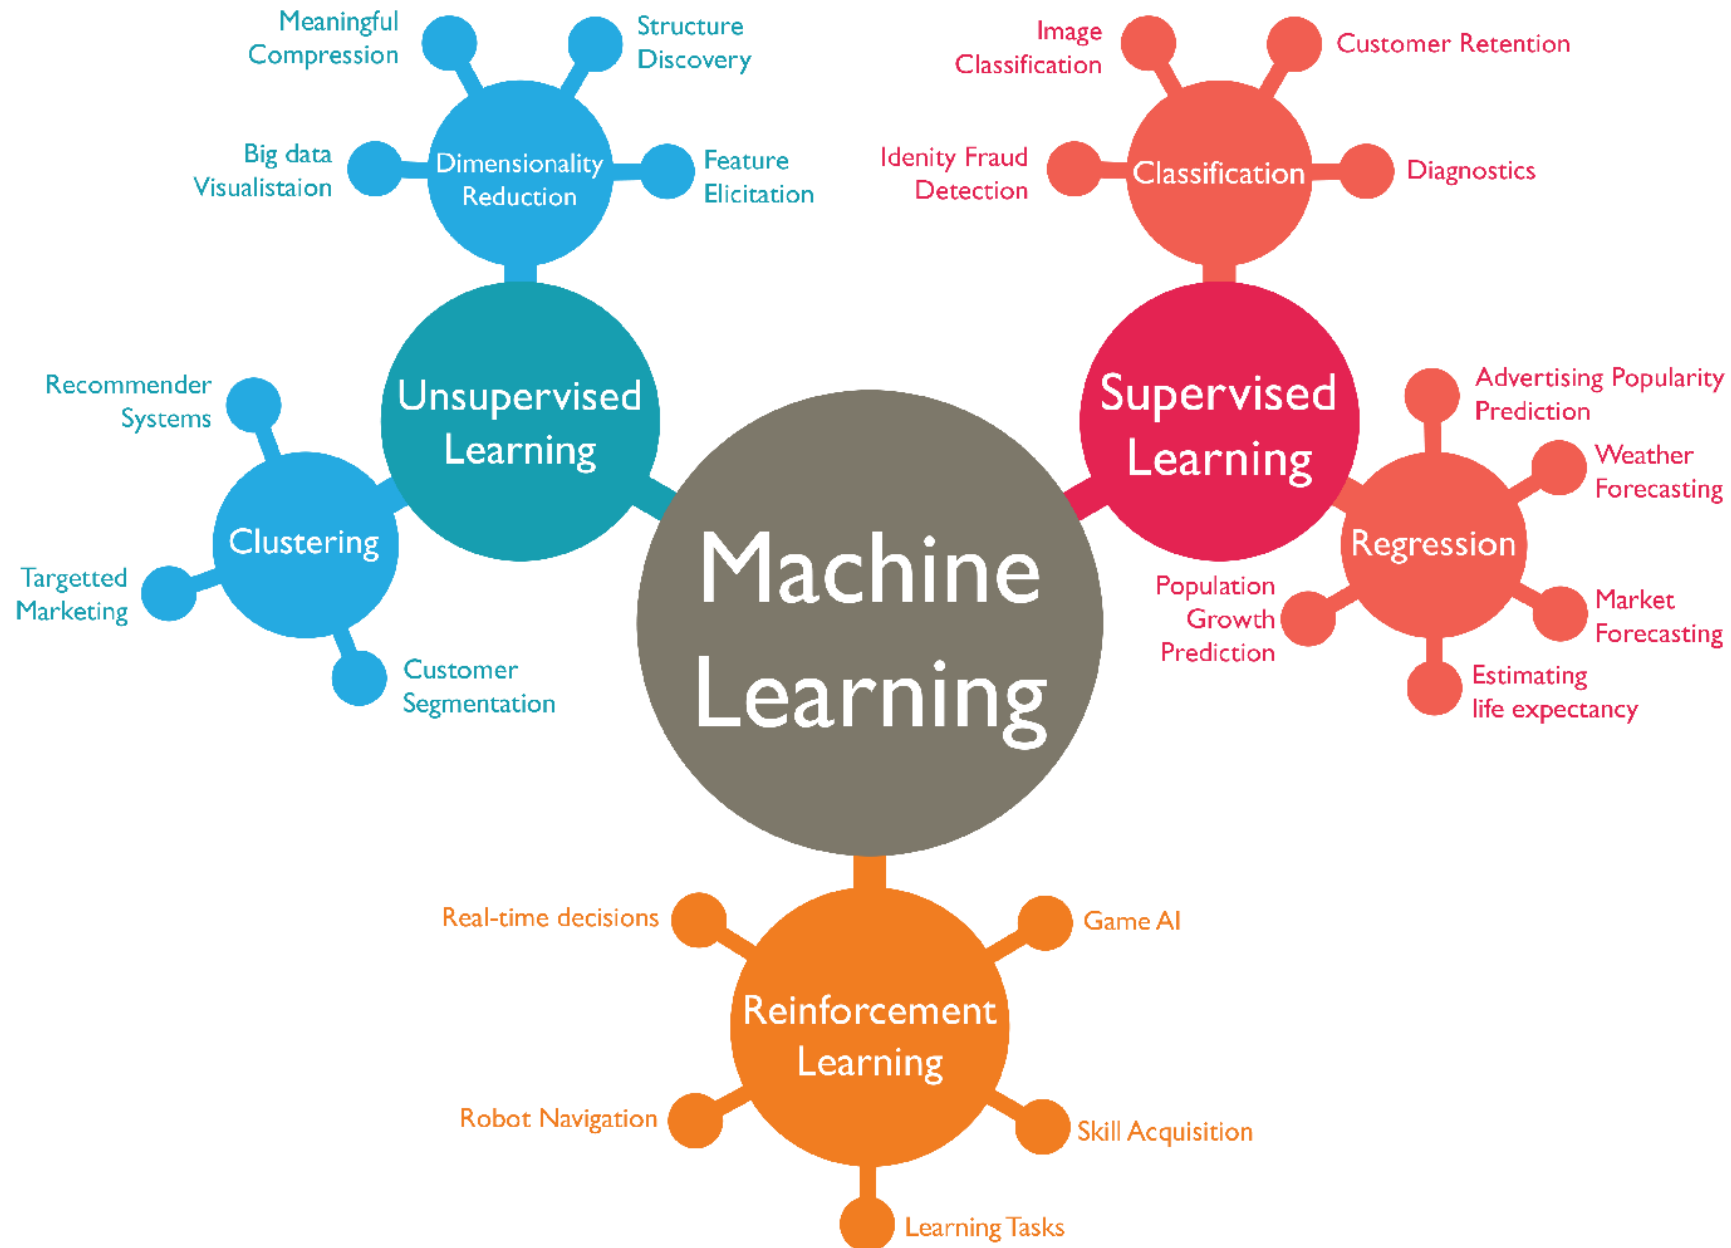 Meaningful
Compression
Structure
Discovery
Big data
Visualistaion
Dimensionality
Reduction
Feature
Elicitation
Image
Classification
Customer Retention
Idenity Fraud
Detection
Classification
Diagnostics
Unsupervised
Learning
Supervised
Learning
Recommender
Systems
Clustering
Targetted
Marketing
Customer
Segmentation
Advertising Popularity
Prediction
Weather
Forecasting
Regression
Population
Growth
Prediction
Market
Forecasting
Estimating
life expectancy
Machine
Learning
Real-time decisions
Game AI
Reinforcement
Learning
Robot Navigation
Skill Acquisition
Learning Tasks